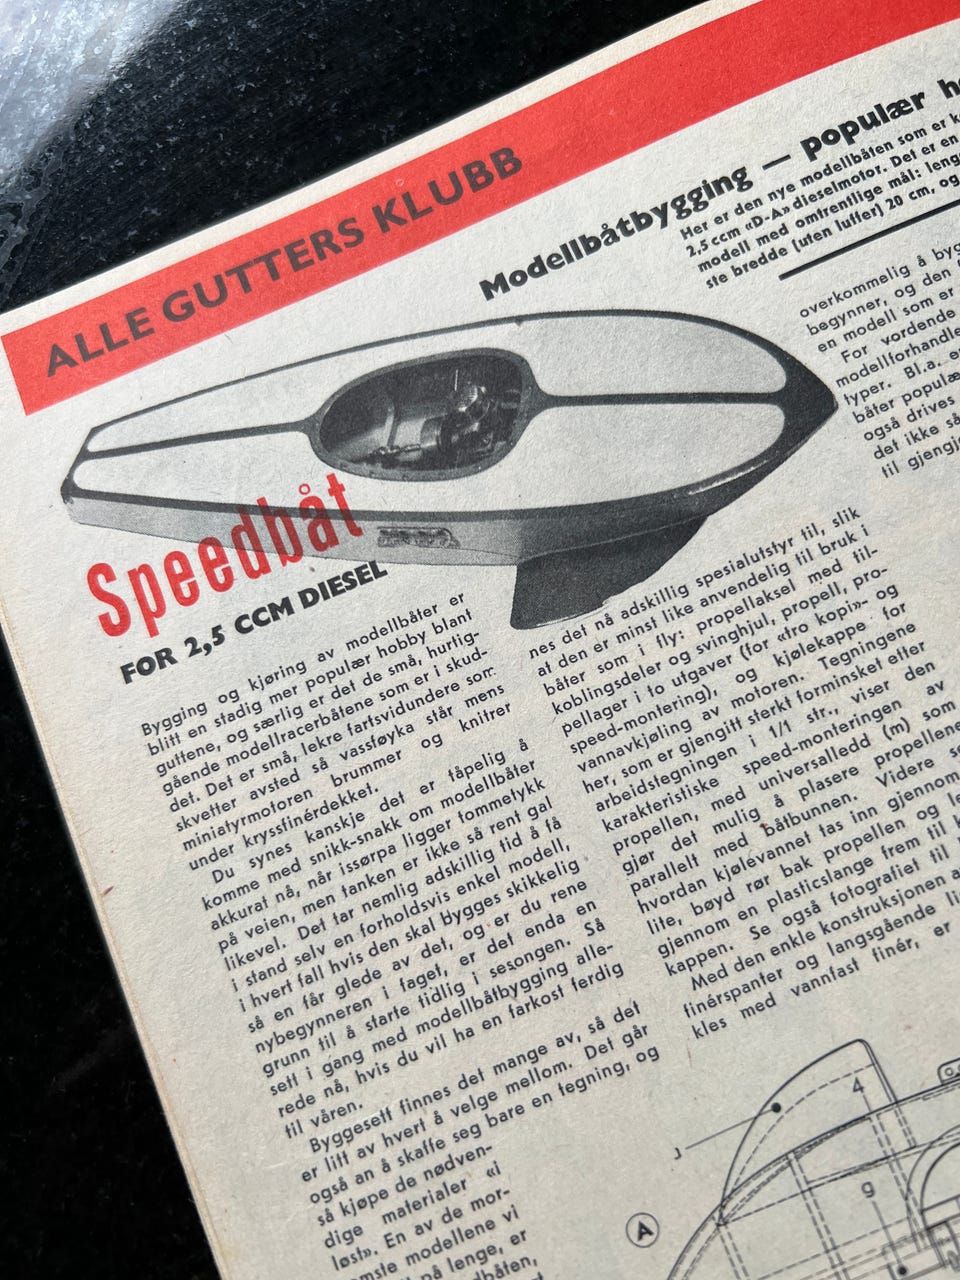 ALLE GUTTERS KLUBB
Modellbåtbygging — populær
Her er den nye modellbåten som er
2,5 ccm «D-A» dieselmotor. Det er en
modell med omtrentlige mål:
ste bredde (uten luffer) 20 cm, og
Speedbåt
FOR 2,5 CCM DIESEL
Bygging og kjøring av modellbåter er
blitt en stadig mer populær hobby blant
guttene, og særlig er det de små, hurtig-
gående modellracerbåtene som er i skud-
det. Det er små, lekre fartsvidundere som
skvetter avsted så vassføyka står mens
miniatyrmotoren brummer og knitrer
under kryssfinérdekket.
Du synes kanskje det er tåpelig å
komme med snikk-snakk om modellbåter
akkurat nå, når issørpa ligger tommetykk
på veien, men tanken er ikke så rent gal
likevel. Det tar nemlig adskillig tid å få
i stand selv en forholdsvis enkel modell,
i hvert fall hvis den skal bygges skikkelig
så en får glede av det, og er du rene
nybegynneren i faget, er det enda en
grunn til å starte tidlig i sesongen. Så
sett i gang med modellbåtbygging alle-
rede nå, hvis du vil ha en farkost ferdig
til våren.
Byggesett finnes det mange av, så det
er litt av hvert å velge mellom. Det går
også an å skaffe seg bare en tegning, og
så kjøpe de nødven-
dige materialer «i
løst». En av de mor-
somste modellene vi
på lenge, er
nes det nå adskillig spesialutstyr til, slik
at den er minst like anvendelig til bruk i
båter som i fly: propellaksel med til-
koblingsdeler og svinghjul, propell, pro-
pellager i to utgaver (for «tro kopi»- og
speed-montering), og kjølekappe for
vannavkjøling av motoren. Tegningene
her, som er gjengitt sterkt forminsket etter
arbeidstegningen i 1/1 str., viser den
karakteristiske speed-monteringen av
propellen, med universalledd (m) som
gjør det mulig å plasere propellene
parallelt med båtbunnen. Videre
hvordan kjølevannet tas inn gjennom
lite, bøyd rør bak propellen og
gjennom en plasticslange frem til
kappen. Se også fotografiet til
Med den enkle konstruksjonen
finérspanter og langsgående
kles med vannfast finér, er
overkommelig å
begynner, og den
en modell som er
For vordende
modellforhandle
typer. Bl.a.
båter
også drives
det ikke så
til
J
4
9
A